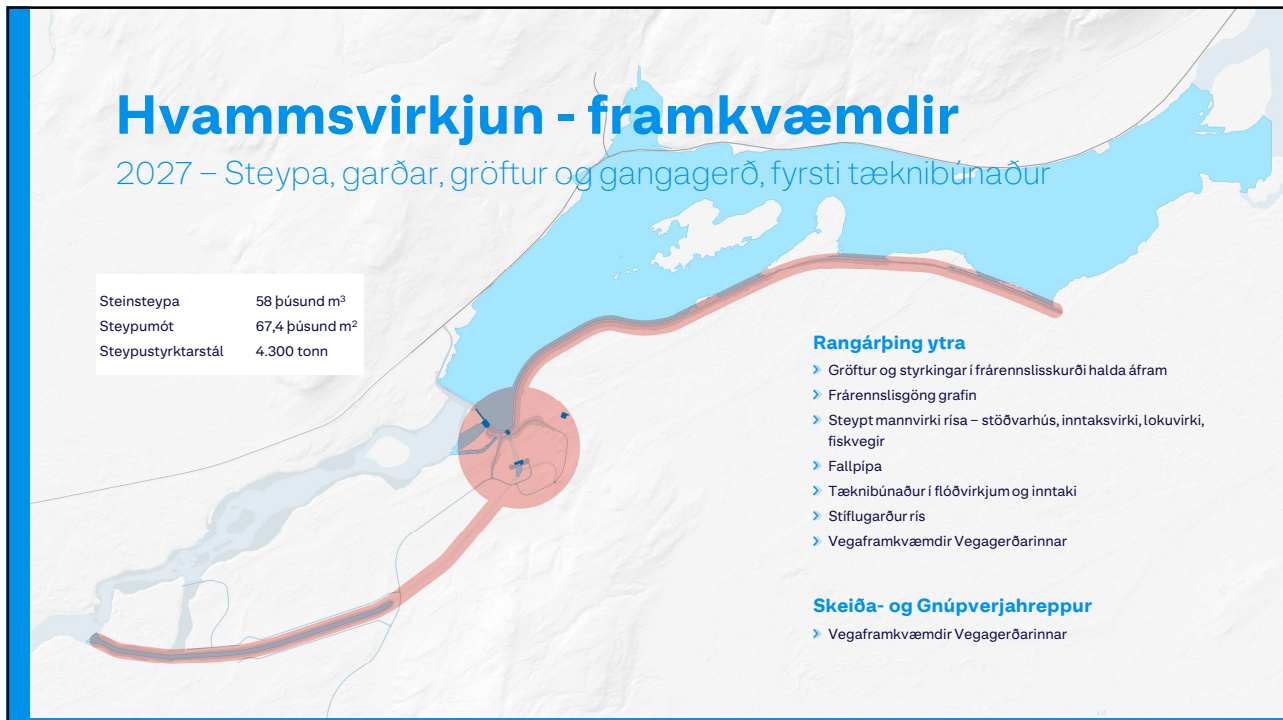 Hvammsvirkjun - framkvæmdir
2027 – Steypa, garðar, gröftur og gangagerð, fyrsti tæknibúnaður
Steinsteypa 58 þúsund m³
Steypumót 67,4 þúsund m²
Steypustyrktarstál 4.300 tonn
Rangárþing ytra
Gröftur og styrkingar í frárennslisskurði halda áfram
Frárennslisgöng grafin
Steypt mannvirki rísa – stöðvarhús, inntaksvirki, lokuvirki,
fiskvegir
Fallpípa
Tæknibúnaður í flóðvirkjum og inntaki
Stíflugarður rís
Vegaframkvæmdir Vegagerðarinnar
Skeiða- og Gnúpverjahreppur
Vegaframkvæmdir Vegagerðarinnar